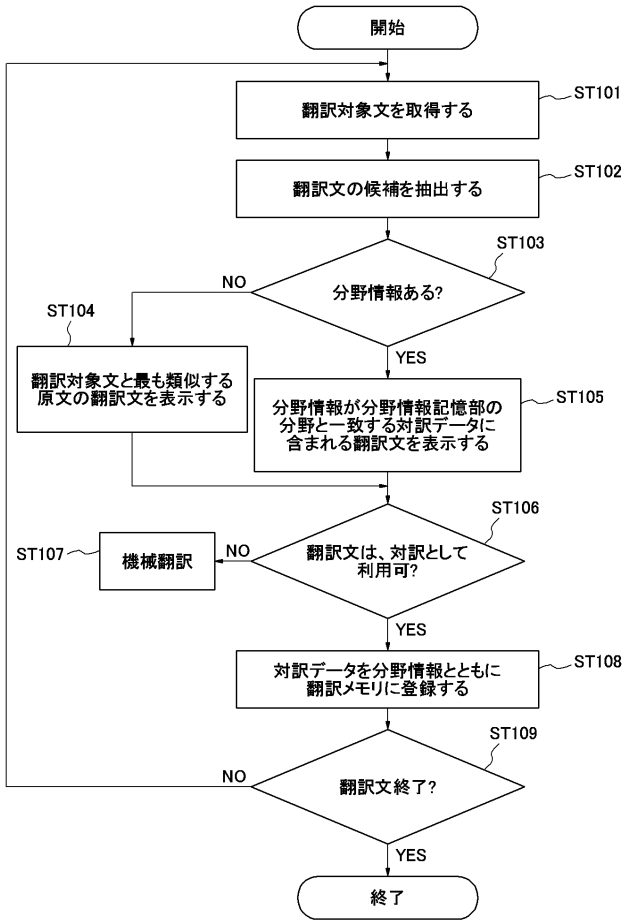 開始
翻訳対象文を取得する
ST101
翻訳文の候補を抽出する
ST102
分野情報ある?
ST103
NO
YES
ST104
翻訳対象文と最も類似する
原文の翻訳文を表示する
分野情報が分野情報記憶部の
分野と一致する対訳データに
含まれる翻訳文を表示する
ST105
翻訳文は、対訳として
利用可?
ST106
NO
YES
ST107
機械翻訳
対訳データを分野情報とともに
翻訳メモリに登録する
ST108
翻訳文終了?
ST109
NO
YES
終了